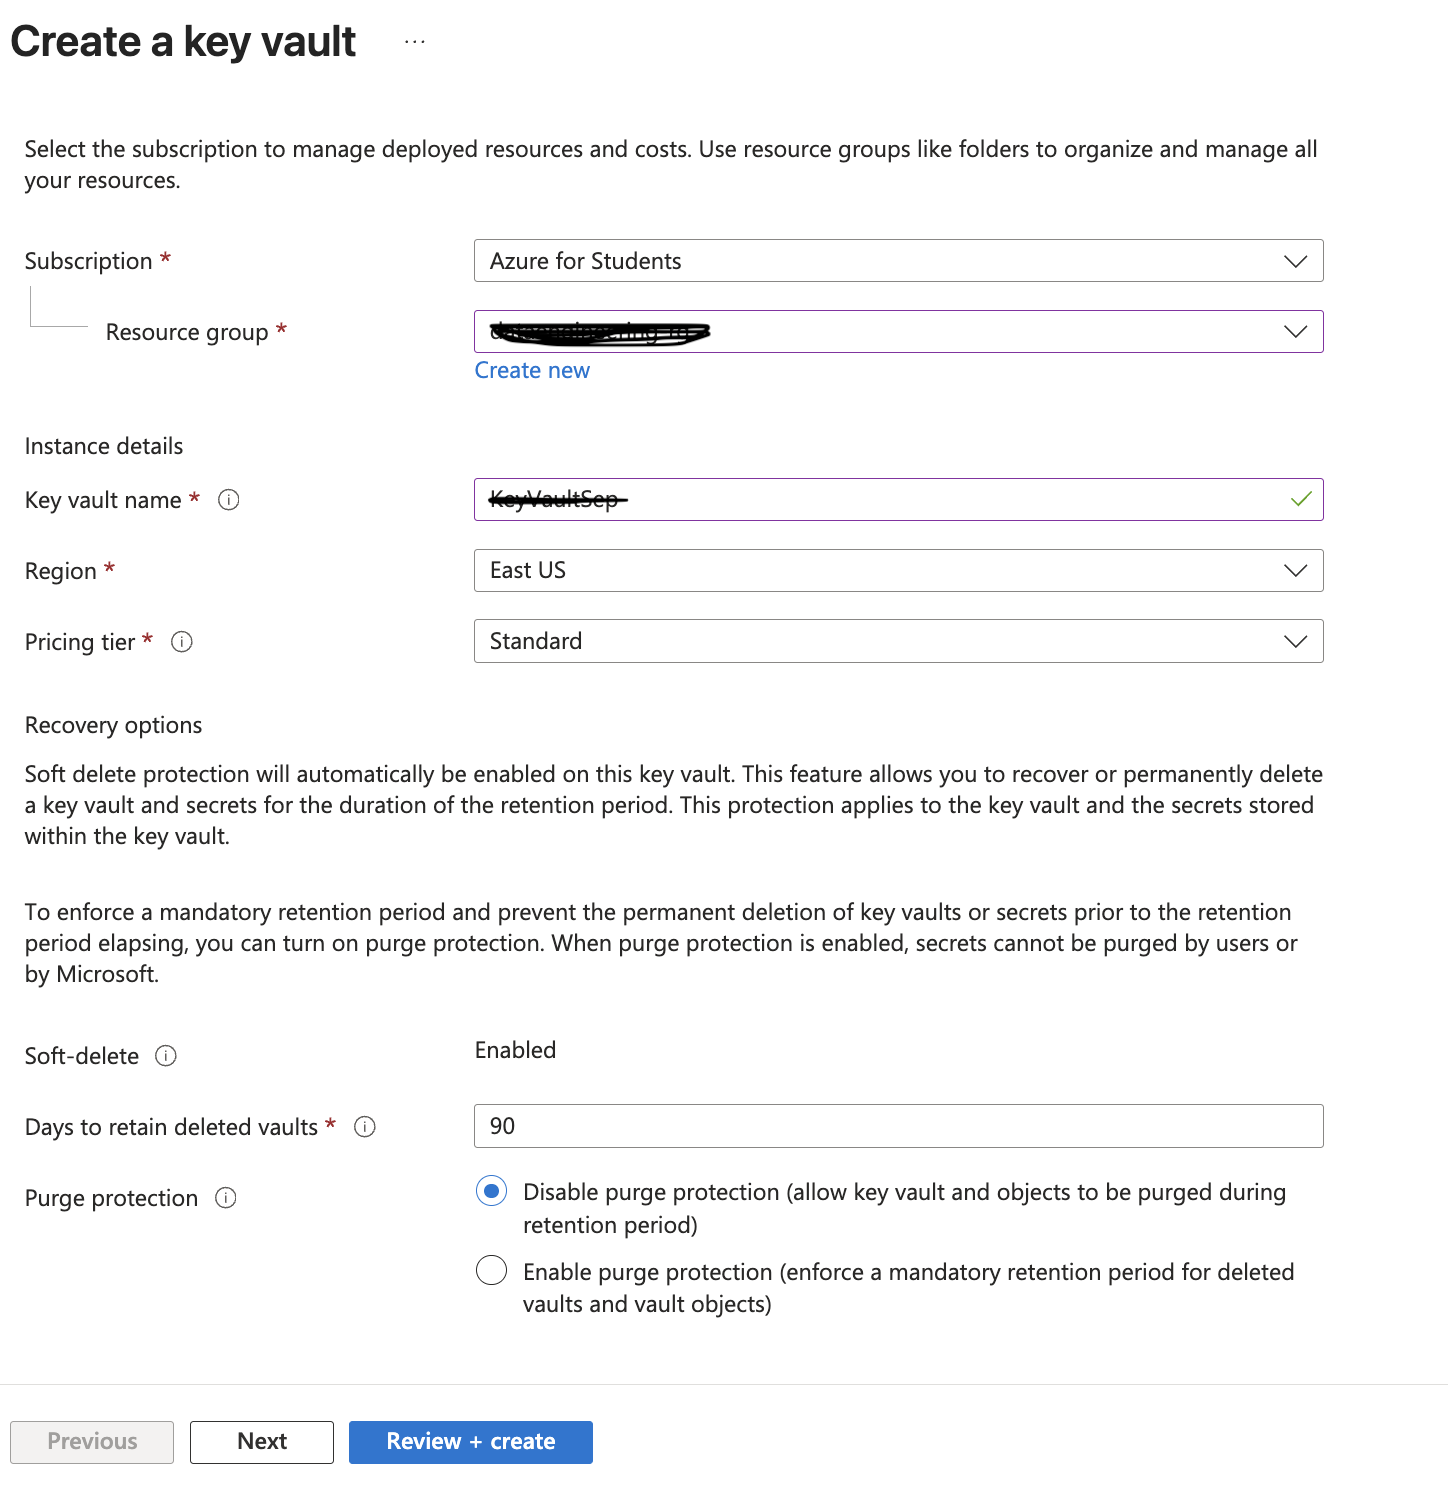 Create a key vault ...
Select the subscription to manage deployed resources and costs. Use resource groups like folders to organize and manage all
your resources.
Subscription * Azure for Students
Resource group *
Create new
Instance details
Key vault name * KeyVaultSep
Region * East US
Pricing tier * Standard
Recovery options
Soft delete protection will automatically be enabled on this key vault. This feature allows you to recover or permanently delete
a key vault and secrets for the duration of the retention period. This protection applies to the key vault and the secrets stored
within the key vault.
To enforce a mandatory retention period and prevent the permanent deletion of key vaults or secrets prior to the retention
period elapsing, you can turn on purge protection. When purge protection is enabled, secrets cannot be purged by users or
by Microsoft.
Soft-delete Enabled
Days to retain deleted vaults * 90
Purge protection Disable purge protection (allow key vault and objects to be purged during
retention period)
Enable purge protection (enforce a mandatory retention period for deleted
vaults and vault objects)
Previous Next Review + create